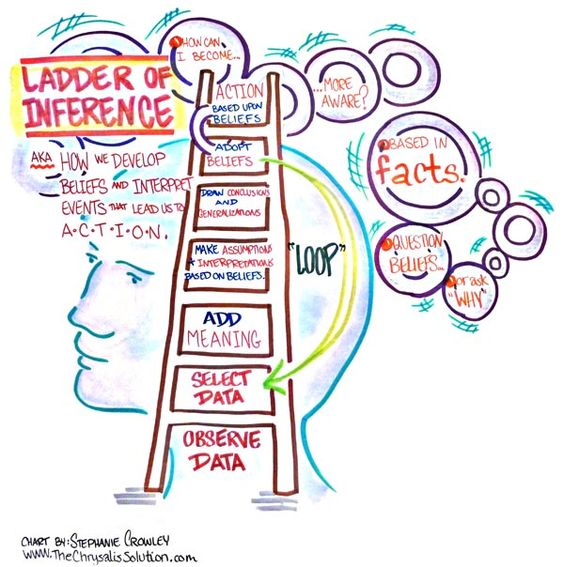 LADDER OF
INFERENCE
AKA HOW WE DEVELOP
BELIEFS AND INTERPRET
EVENTS THAT LEAD US TO
A·C·T·I·O·N.
HOW CAN
I BECOME...
...MORE
AWARE?
BASED IN
facts.
QUESTION
BELIEFS...
or ask
"WHY"
ACTION
BASED UPON
BELIEFS
ADOPT
BELIEFS
DRAW CONCLUSIONS
AND
GENERALIZATIONS
MAKE ASSUMPTIONS
+ INTERPRETATIONS
BASED ON BELIEFS.
"LOOP"
ADD
MEANING
SELECT
DATA
OBSERVE
DATA
CHART BY: STEPHANIE CROWLEY
WWW.THECHRYSALISSOLUTION.COM